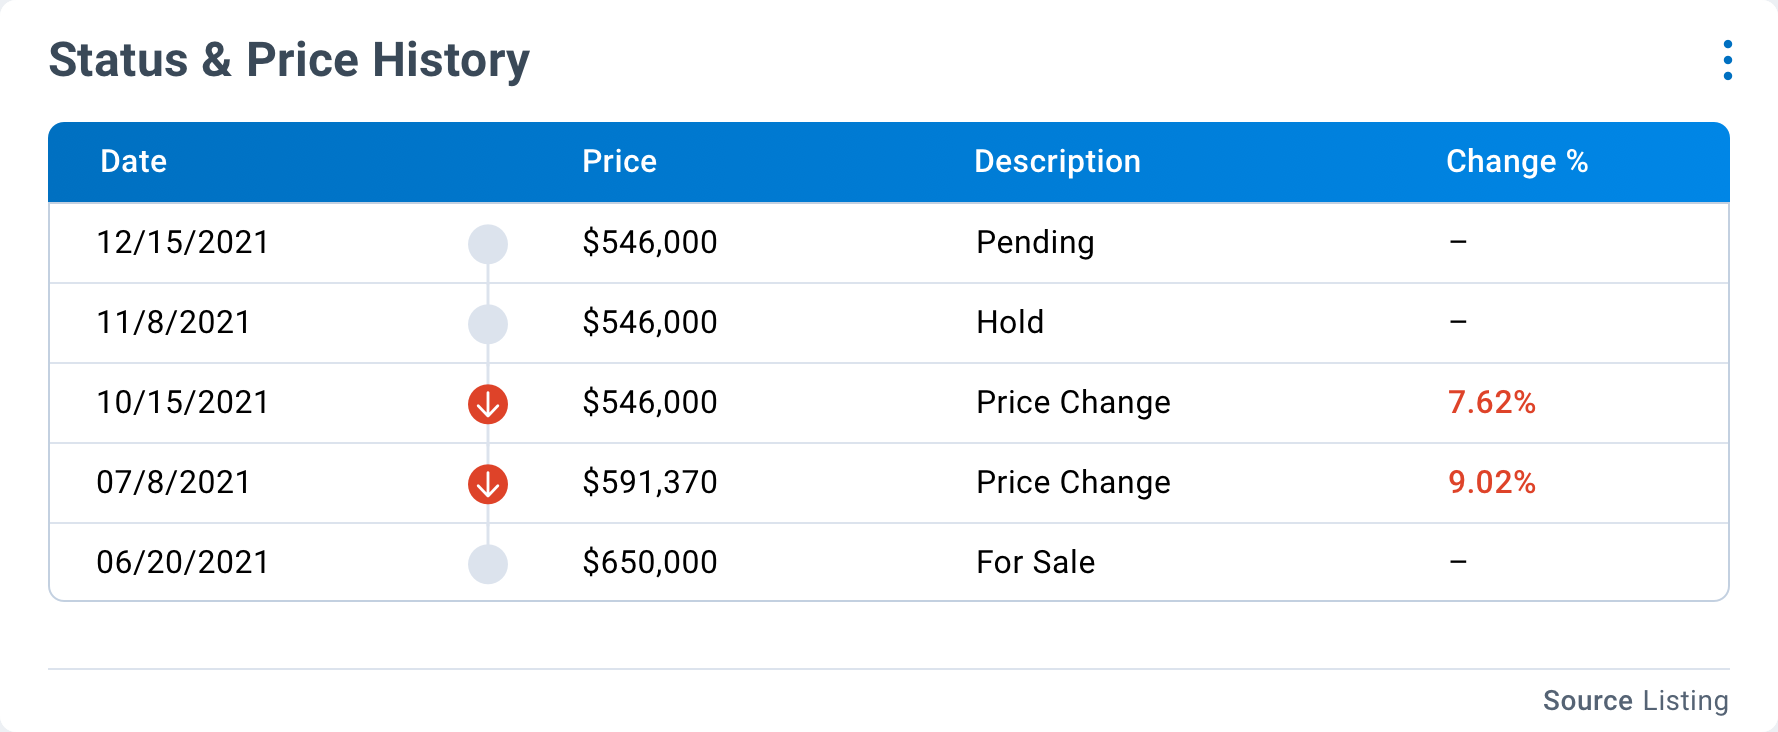 Status & Price History
Date Price Description Change %
12/15/2021 $546,000 Pending –
11/8/2021 $546,000 Hold –
10/15/2021 $546,000 Price Change 7.62%
07/8/2021 $591,370 Price Change 9.02%
06/20/2021 $650,000 For Sale –
Source Listing